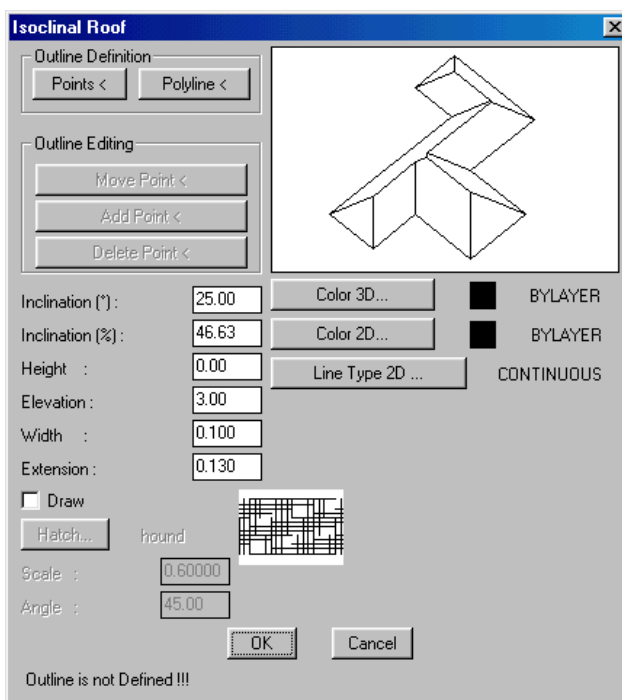 Isoclinal Roof
Outline Definition
Points < Polyline <
Outline Editing
Move Point <
Add Point <
Delete Point <
Inclination (°) : 25.00 Color 3D... BYLAYER
Inclination (%) : 46.63 Color 2D... BYLAYER
Height : 0.00 Line Type 2D ... CONTINUOUS
Elevation : 3.00
Width : 0.100
Extension : 0.130
Draw
Hatch... hound
Scale : 0.60000
Angle : 45.00
OK Cancel
Outline is not Defined !!!